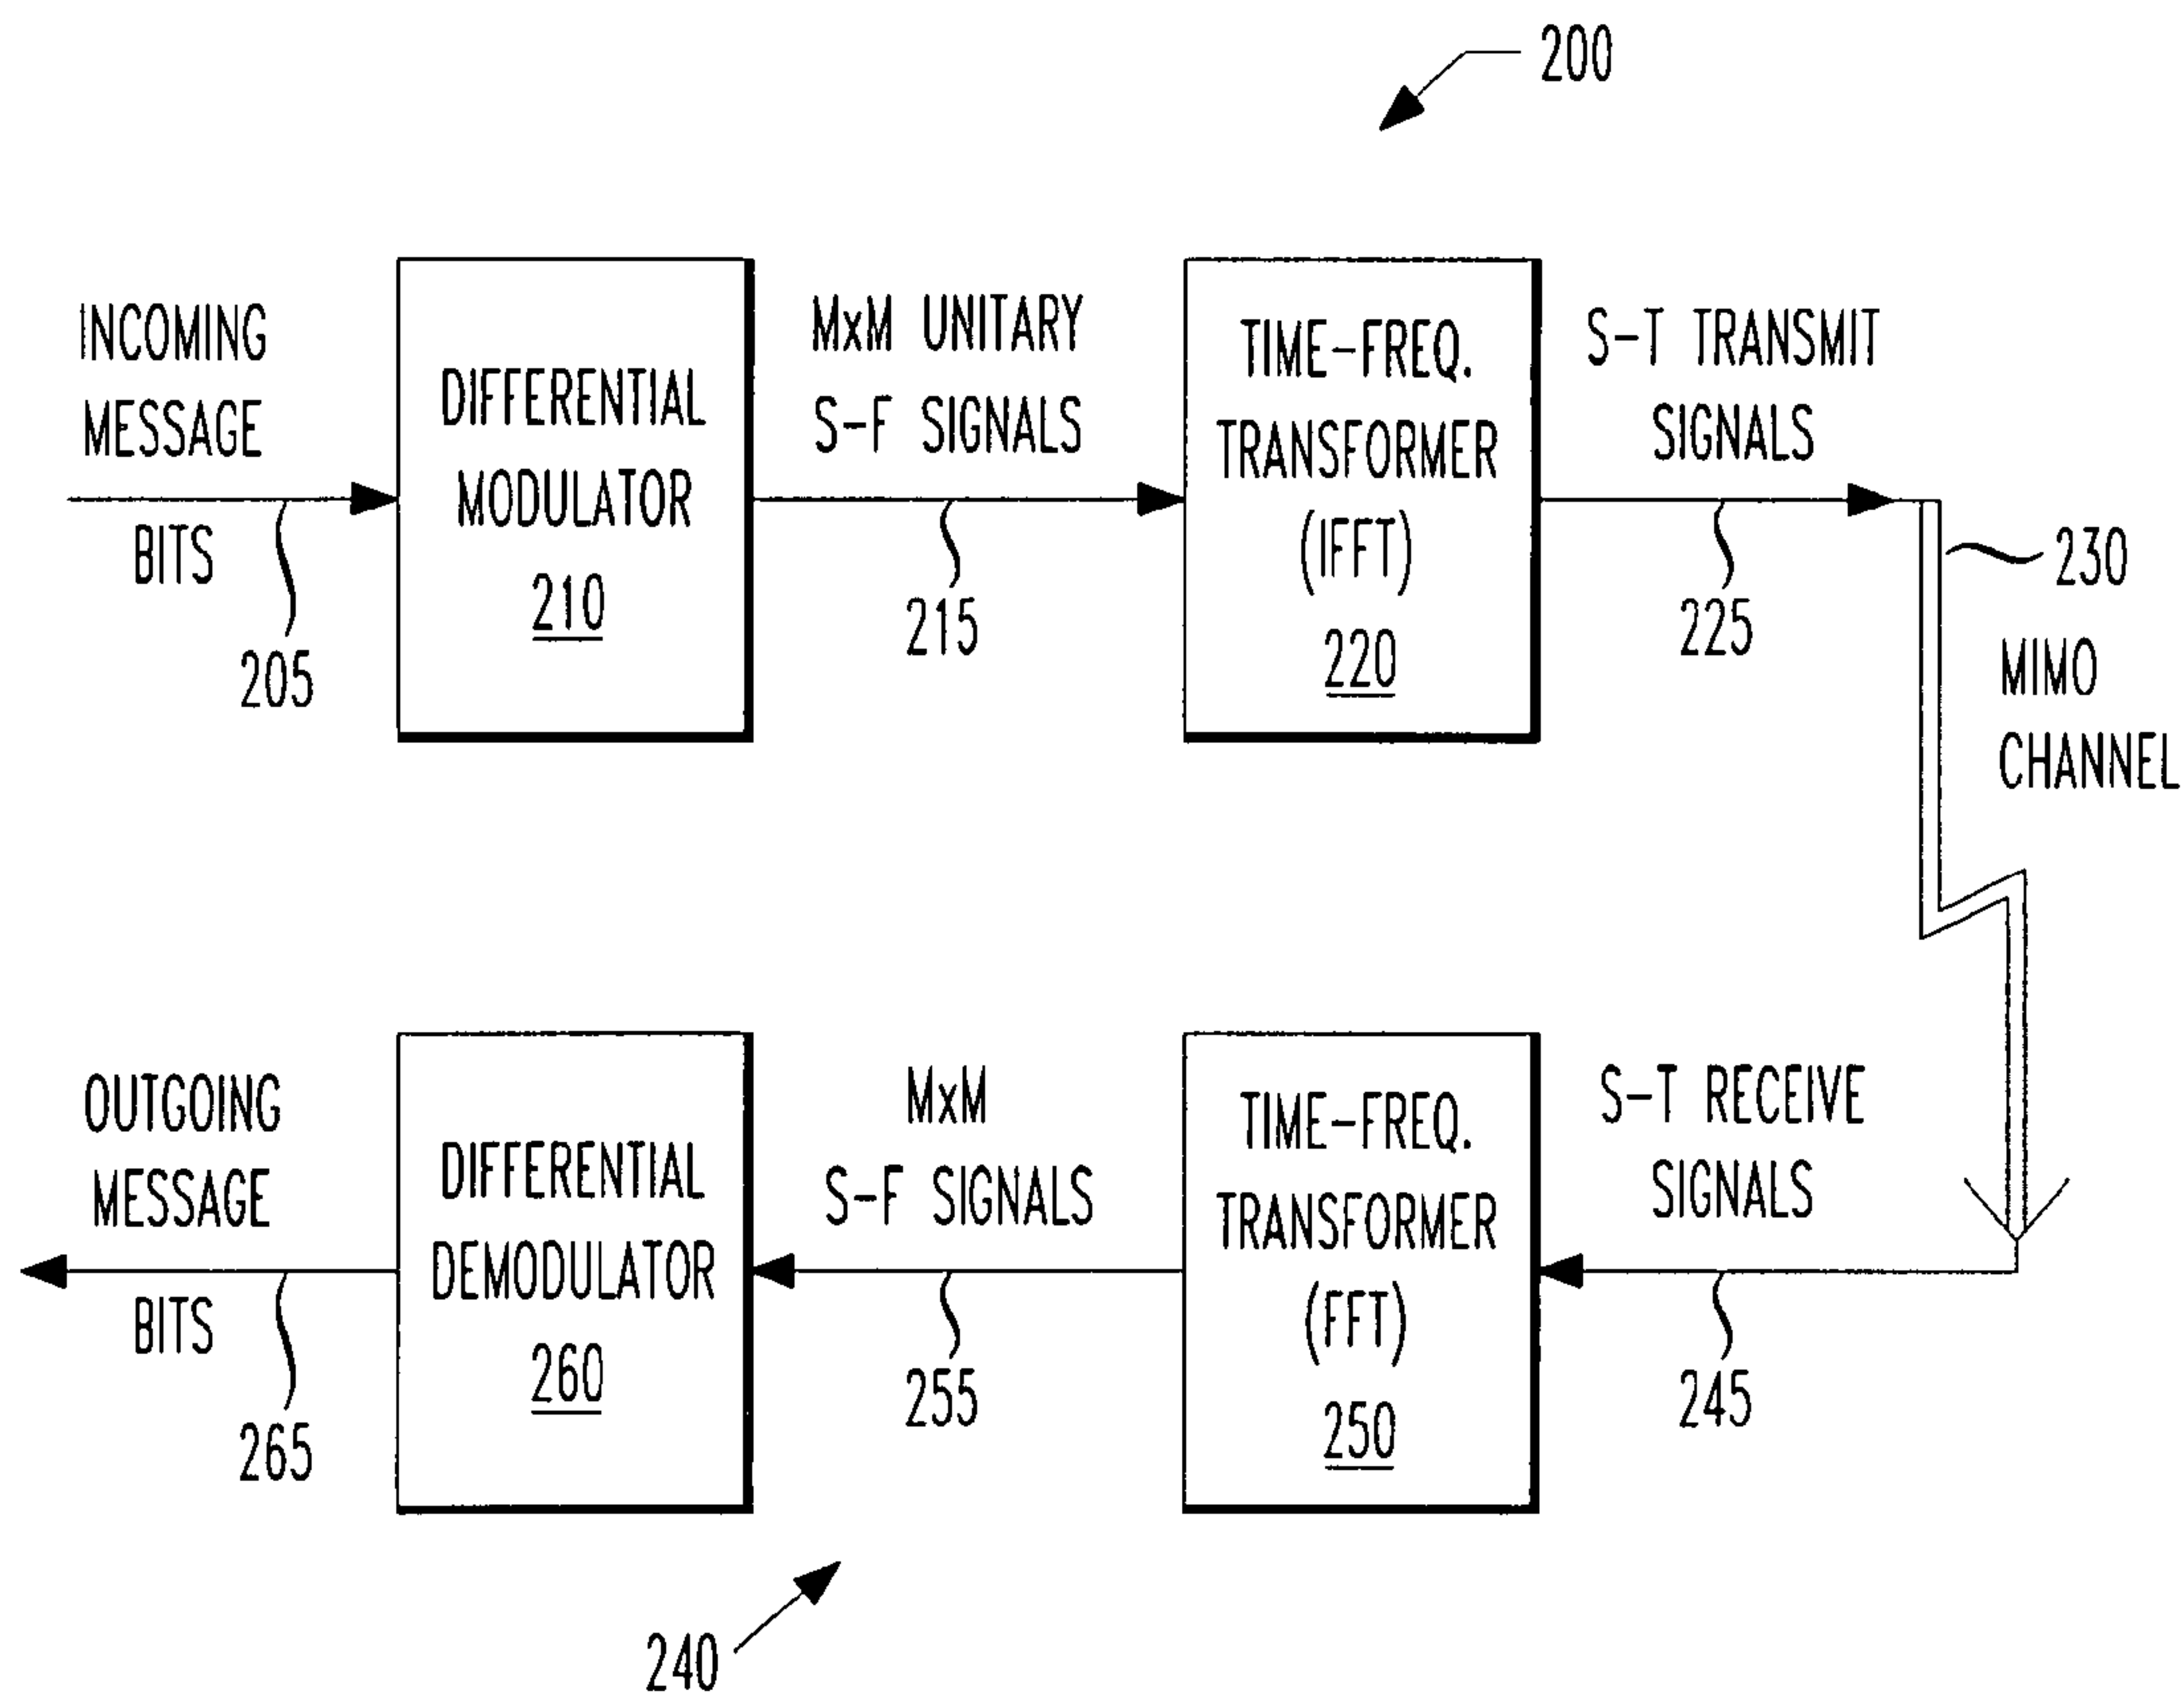 200
INCOMING
MESSAGE
BITS
205
DIFFERENTIAL
MODULATOR
210
MxM UNITARY
S-F SIGNALS
215
TIME-FREQ.
TRANSFORMER
(IFFT)
220
S-T TRANSMIT
SIGNALS
225
230
MIMO
CHANNEL
OUTGOING
MESSAGE
BITS
265
DIFFERENTIAL
DEMODULATOR
260
MxM
S-F SIGNALS
255
TIME-FREQ.
TRANSFORMER
(FFT)
250
S-T RECEIVE
SIGNALS
245
240